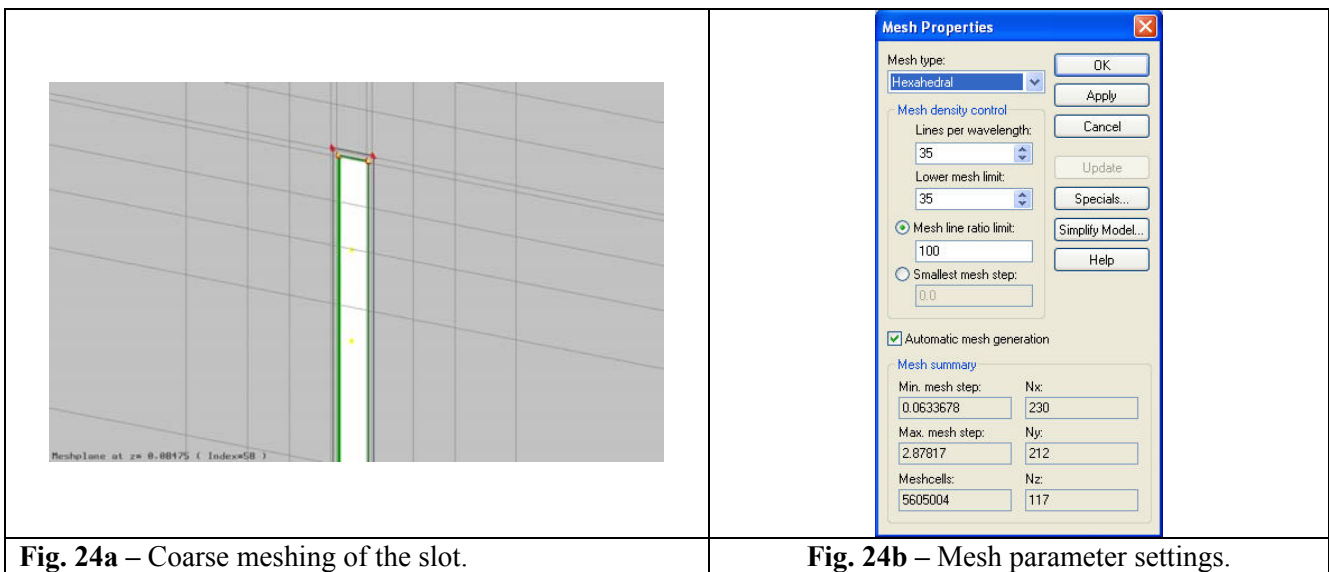 Meshplane at z= 0.08475 ( Index=58 )
Fig. 24a – Coarse meshing of the slot.
Mesh Properties
Mesh type:
Hexahedral
OK
Apply
Cancel
Update
Specials...
Simplify Model...
Help
Mesh density control
Lines per wavelength:
35
Lower mesh limit:
35
Mesh line ratio limit:
100
Smallest mesh step:
0.0
Automatic mesh generation
Mesh summary
Min. mesh step: Nx:
0.0633678 230
Max. mesh step: Ny:
2.87817 212
Meshcells: Nz:
5605004 117
Fig. 24b – Mesh parameter settings.